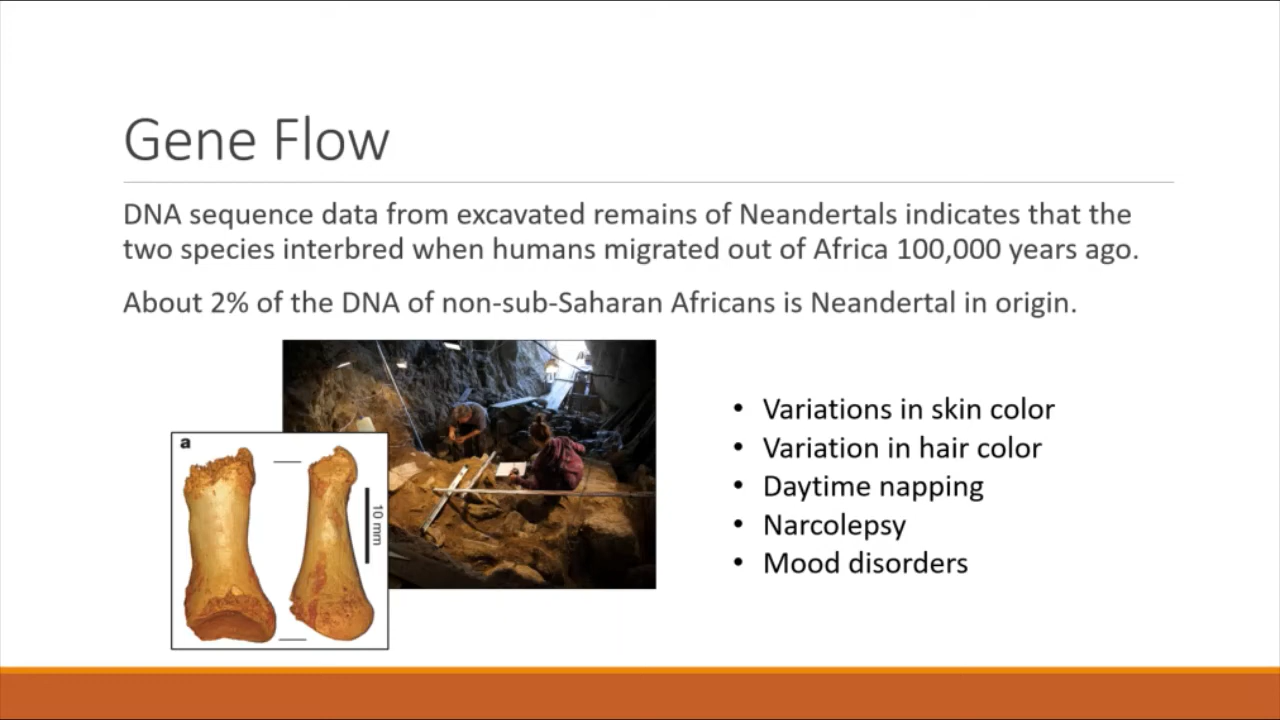 Gene Flow
DNA sequence data from excavated remains of Neandertals indicates that the
two species interbred when humans migrated out of Africa 100,000 years ago.
About 2% of the DNA of non-sub-Saharan Africans is Neandertal in origin.
a
10 mm
• Variations in skin color
• Variation in hair color
• Daytime napping
• Narcolepsy
• Mood disorders